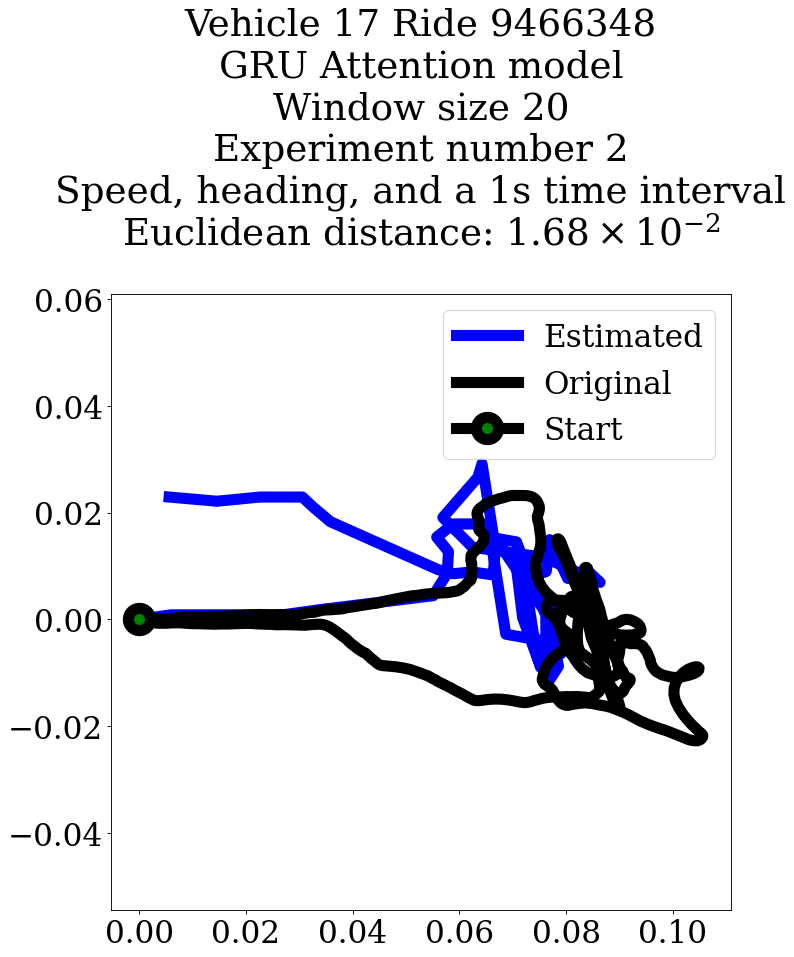 Vehicle 17 Ride 9466348
GRU Attention model
Window size 20
Experiment number 2
Speed, heading, and a 1s time interval
Euclidean distance: 1.68 × 10⁻²
Estimated
Original
Start
0.06
0.04
0.02
0.00
−0.02
−0.04
0.00 0.02 0.04 0.06 0.08 0.10